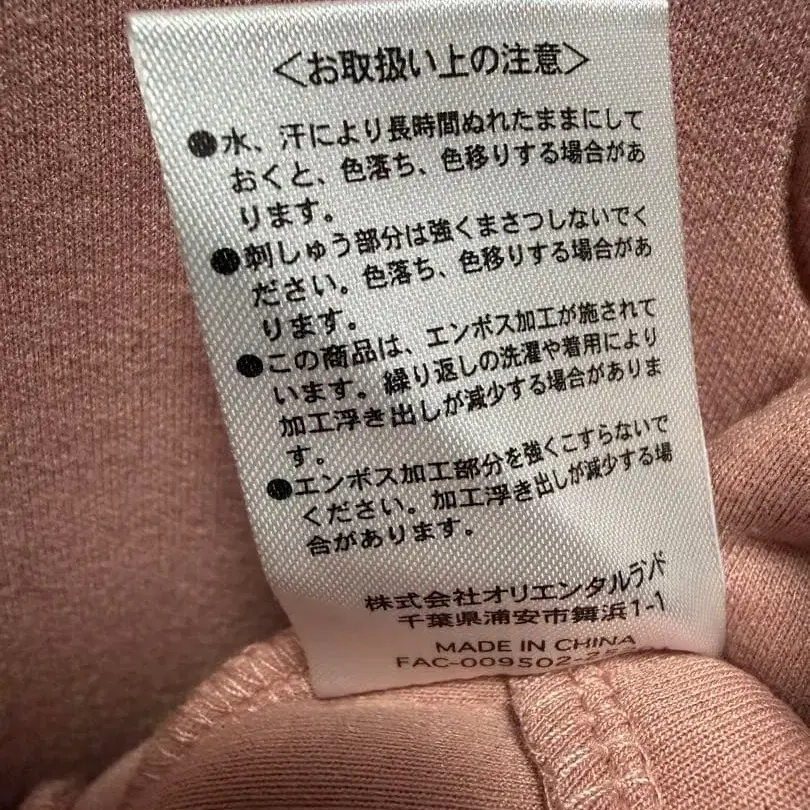 ＜お取扱い上の注意＞
●水、汗により長時間ぬれたままにして
おくと、色落ち、色移りする場合があ
ります。
●刺しゅう部分は強くまさつしないでく
ださい。色落ち、色移りする場合があ
ります。
●この商品は、エンボス加工が施されて
います。繰り返しの洗濯や着用により
加工浮き出しが減少する場合がありま
す。
●エンボス加工部分を強くこすらないで
ください。加工浮き出しが減少する場
合があります。
株式会社オリエンタルランド
千葉県浦安市舞浜1-1
MADE IN CHINA
FAC-009502-